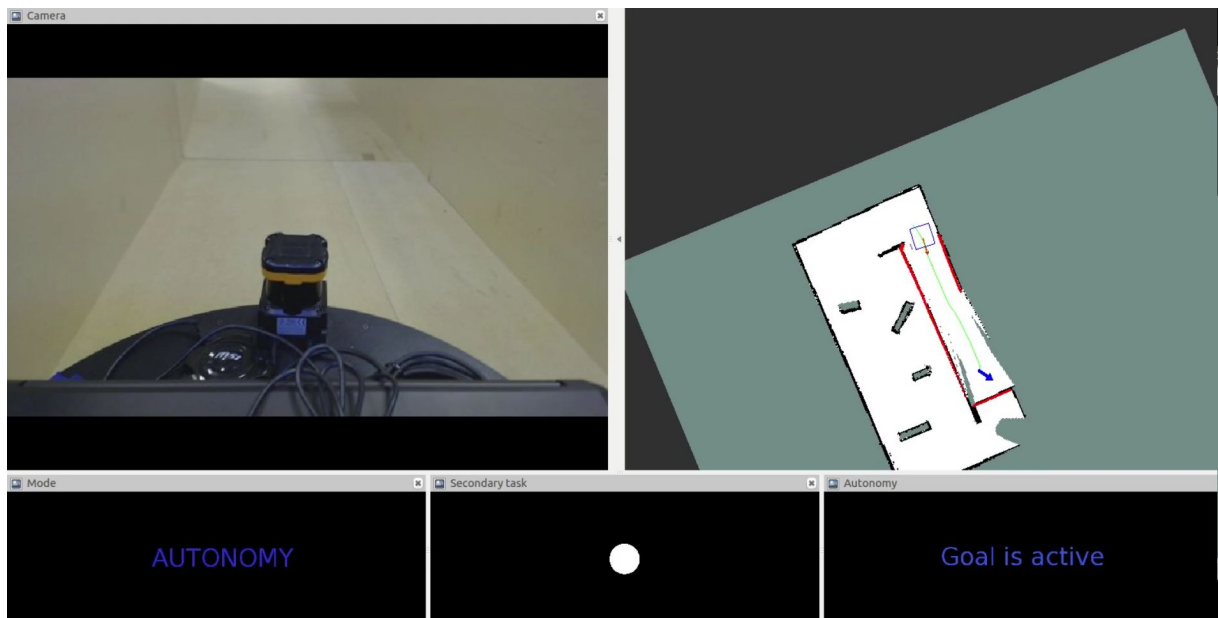 Camera
Mode
AUTONOMY
Secondary task
Autonomy
Goal is active